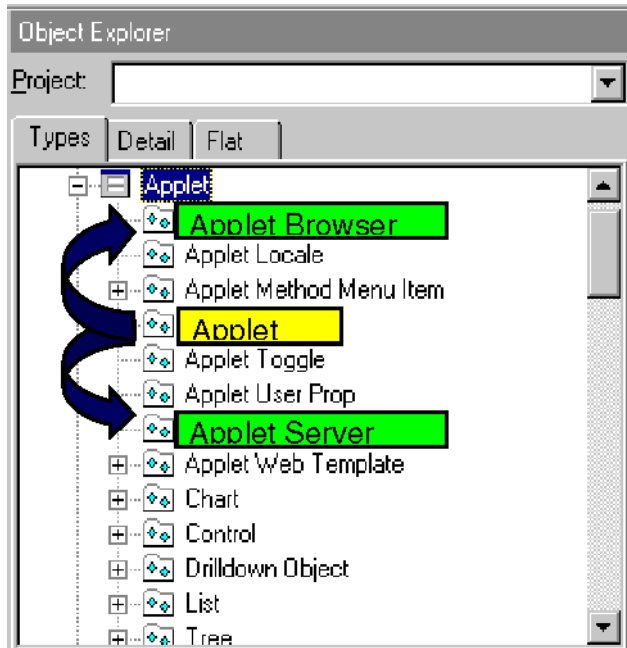 Object Explorer
Project:
Types Detail Flat
Applet
Applet Browser
Applet Locale
Applet Method Menu Item
Applet
Applet Toggle
Applet User Prop
Applet Server
Applet Web Template
Chart
Control
Drilldown Object
List
Tree